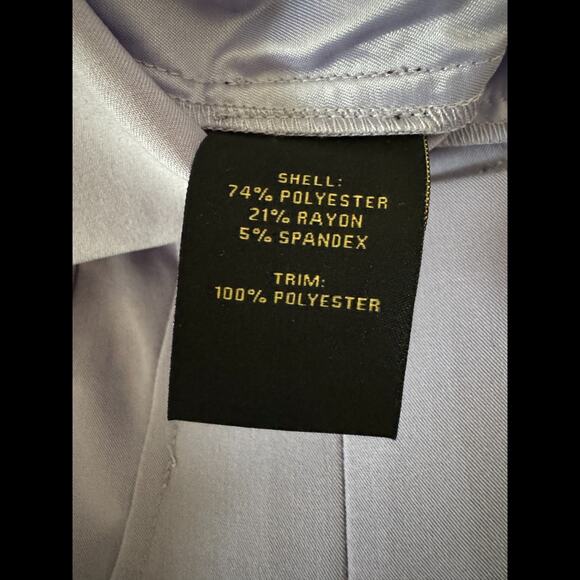 SHELL:
74% POLYESTER
21% RAYON
5% SPANDEX
TRIM:
100% POLYESTER